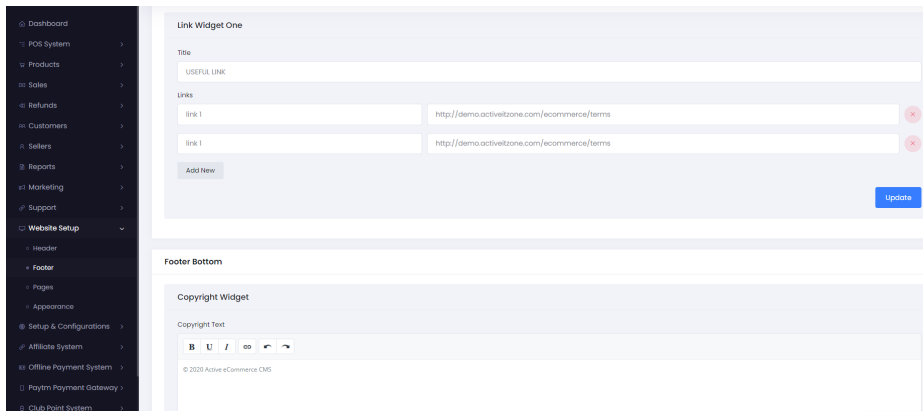 Dashboard
POS System
Products
Sales
Refunds
Customers
Sellers
Reports
Marketing
Support
Website Setup
Header
Footer
Pages
Appearance
Setup & Configurations
Affiliate System
Offline Payment System
Paytm Payment Gateway
Club Point System
Link Widget One
Title
USEFUL LINK
Links
link 1 http://demo.activeitzone.com/ecommerce/terms
link 1 http://demo.activeitzone.com/ecommerce/terms
Add New
Update
Footer Bottom
Copyright Widget
Copyright Text
B U I
© 2020 Active eCommerce CMS